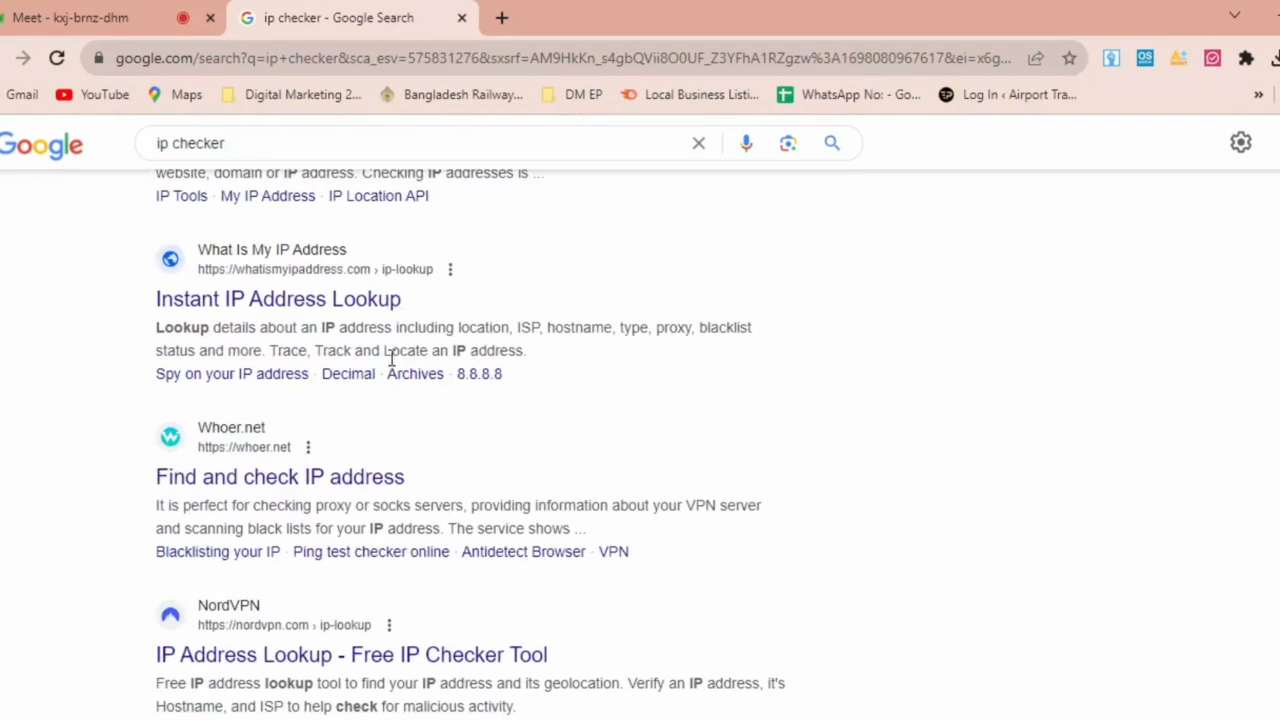 Meet - kxj-brnz-dhm
ip checker - Google Search
google.com/search?q=ip+checker&sca_esv=575831276&sxsrf=AM9HkKn_s4gbQVii8O0UF_Z3YFhA1RZgzw%3A1698080967617&ei=x6g...
Gmail YouTube Maps Digital Marketing 2... Bangladesh Railway... DM EP Local Business Listi... WhatsApp No: - Go... Log In ‹ Airport Tra... »
Google
ip checker
website, domain or IP address. Checking IP addresses is ...
IP Tools · My IP Address · IP Location API
What Is My IP Address
https://whatismyipaddress.com › ip-lookup
Instant IP Address Lookup
Lookup details about an IP address including location, ISP, hostname, type, proxy, blacklist
status and more. Trace, Track and Locate an IP address.
Spy on your IP address · Decimal · Archives · 8.8.8.8
Whoer.net
https://whoer.net
Find and check IP address
It is perfect for checking proxy or socks servers, providing information about your VPN server
and scanning black lists for your IP address. The service shows ...
Blacklisting your IP · Ping test checker online · Antidetect Browser · VPN
NordVPN
https://nordvpn.com › ip-lookup
IP Address Lookup - Free IP Checker Tool
Free IP address lookup tool to find your IP address and its geolocation. Verify an IP address, it's
Hostname, and ISP to help check for malicious activity.